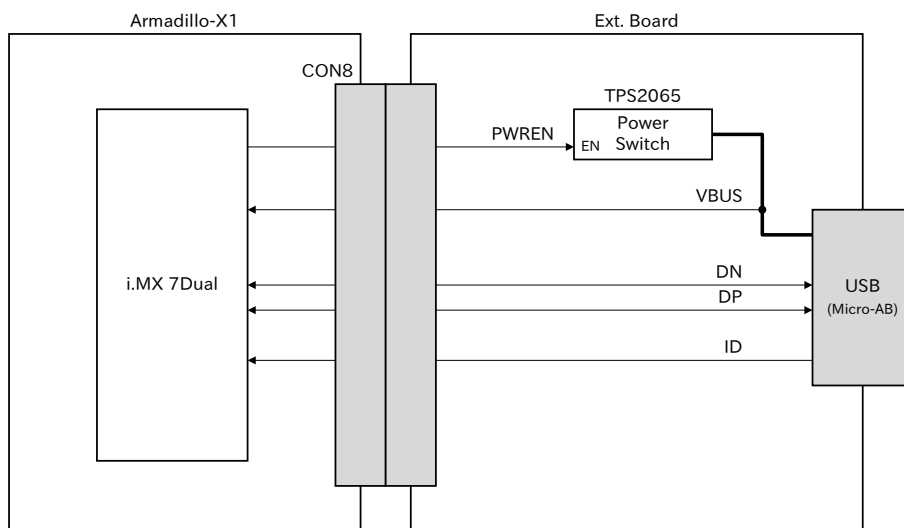 Armadillo-X1
Ext. Board
CON8
TPS2065
Power
Switch
EN
PWREN
VBUS
i.MX 7Dual
DN
DP
USB
(Micro-AB)
ID